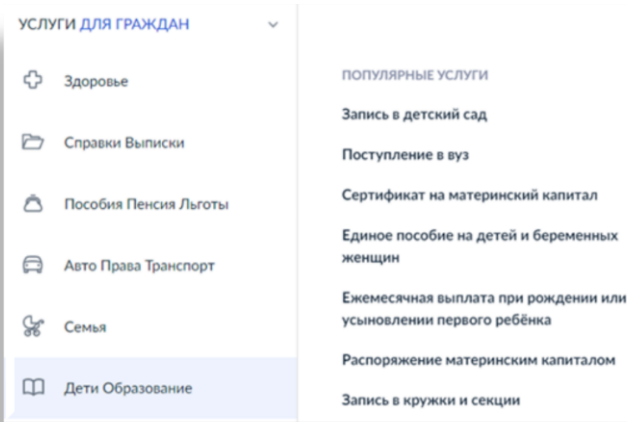 УСЛУГИ ДЛЯ ГРАЖДАН
Здоровье
Справки Выписки
Пособия Пенсия Льготы
Авто Права Транспорт
Семья
Дети Образование
ПОПУЛЯРНЫЕ УСЛУГИ
Запись в детский сад
Поступление в вуз
Сертификат на материнский капитал
Единое пособие на детей и беременных
женщин
Ежемесячная выплата при рождении или
усыновлении первого ребёнка
Распоряжение материнским капиталом
Запись в кружки и секции